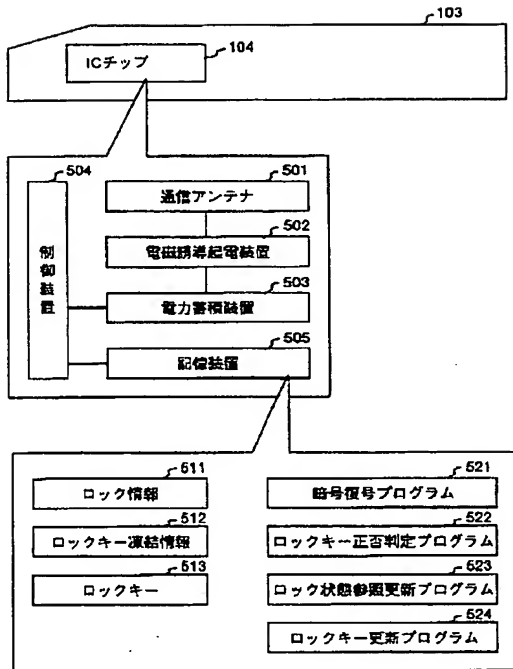 103
104
ICチップ
504
501
通信アンテナ
502
電磁誘導起電装置
制御装置
503
電力蓄積装置
505
記憶装置
511
ロック情報
521
暗号復号プログラム
512
ロックキー凍結情報
522
ロックキー正否判定プログラム
513
ロックキー
523
ロック状態参照更新プログラム
524
ロックキー更新プログラム